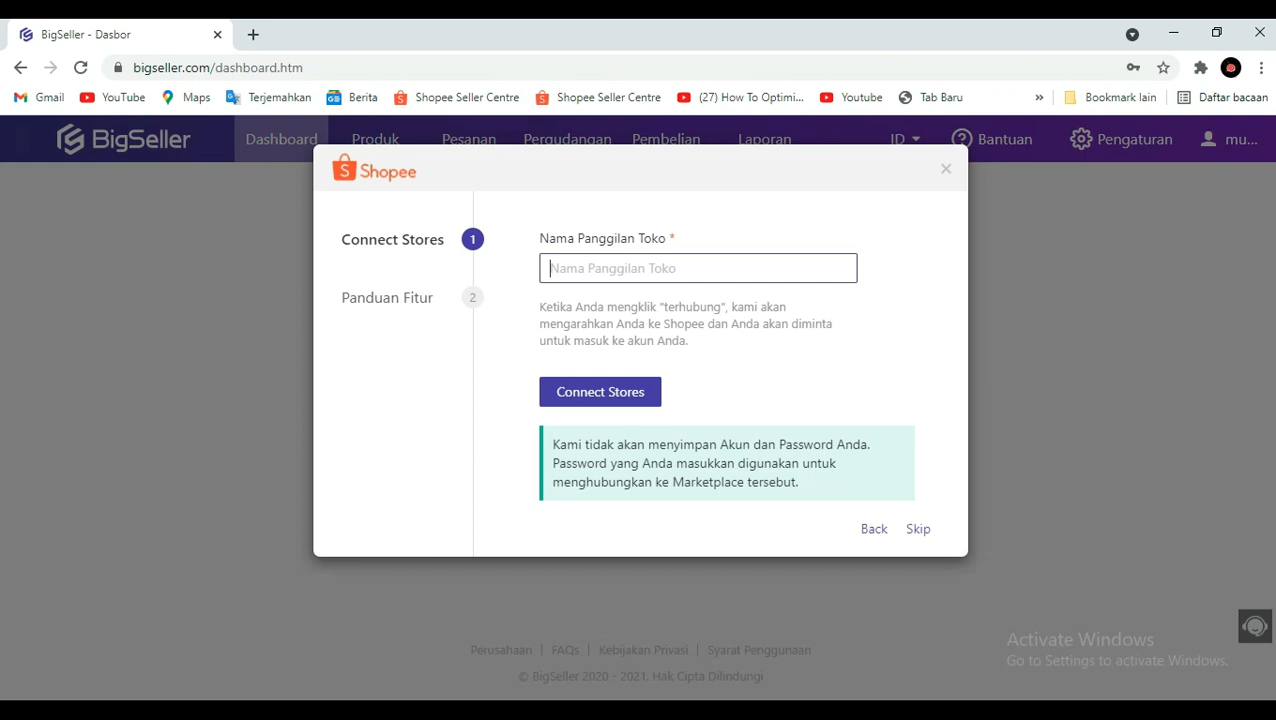 BigSeller - Dasbor
bigseller.com/dashboard.htm
Gmail YouTube Maps Terjemahkan Berita Shopee Seller Centre Shopee Seller Centre (27) How To Optimi... Youtube Tab Baru » Bookmark lain Daftar bacaan
BigSeller Dashboard Produk Pesanan Pergudangan Pembelian Laporan ID Bantuan Pengaturan mu...
Shopee
Connect Stores 1
Panduan Fitur 2
Nama Panggilan Toko *
Nama Panggilan Toko
Ketika Anda mengklik "terhubung", kami akan
mengarahkan Anda ke Shopee dan Anda akan diminta
untuk masuk ke akun Anda.
Connect Stores
Kami tidak akan menyimpan Akun dan Password Anda.
Password yang Anda masukkan digunakan untuk
menghubungkan ke Marketplace tersebut.
Back Skip
Activate Windows
Go to Settings to activate Windows.
Perusahaan | FAQs | Kebijakan Privasi | Syarat Penggunaan
© BigSeller 2020 - 2021, Hak Cipta Dilindungi